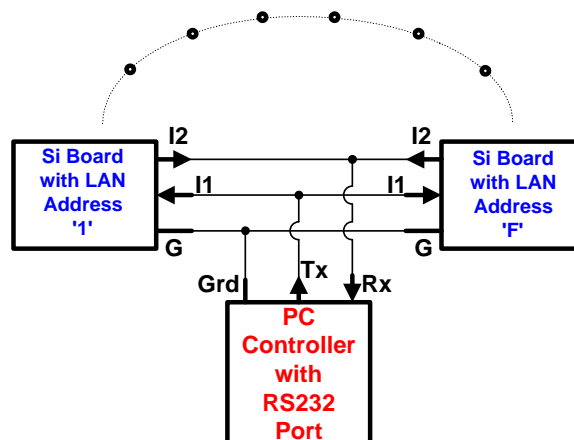 Si Board
with LAN
Address
'1'
I2
I1
G
I2
I1
G
Si Board
with LAN
Address
'F'
Grd
Tx
Rx
PC
Controller
with
RS232
Port